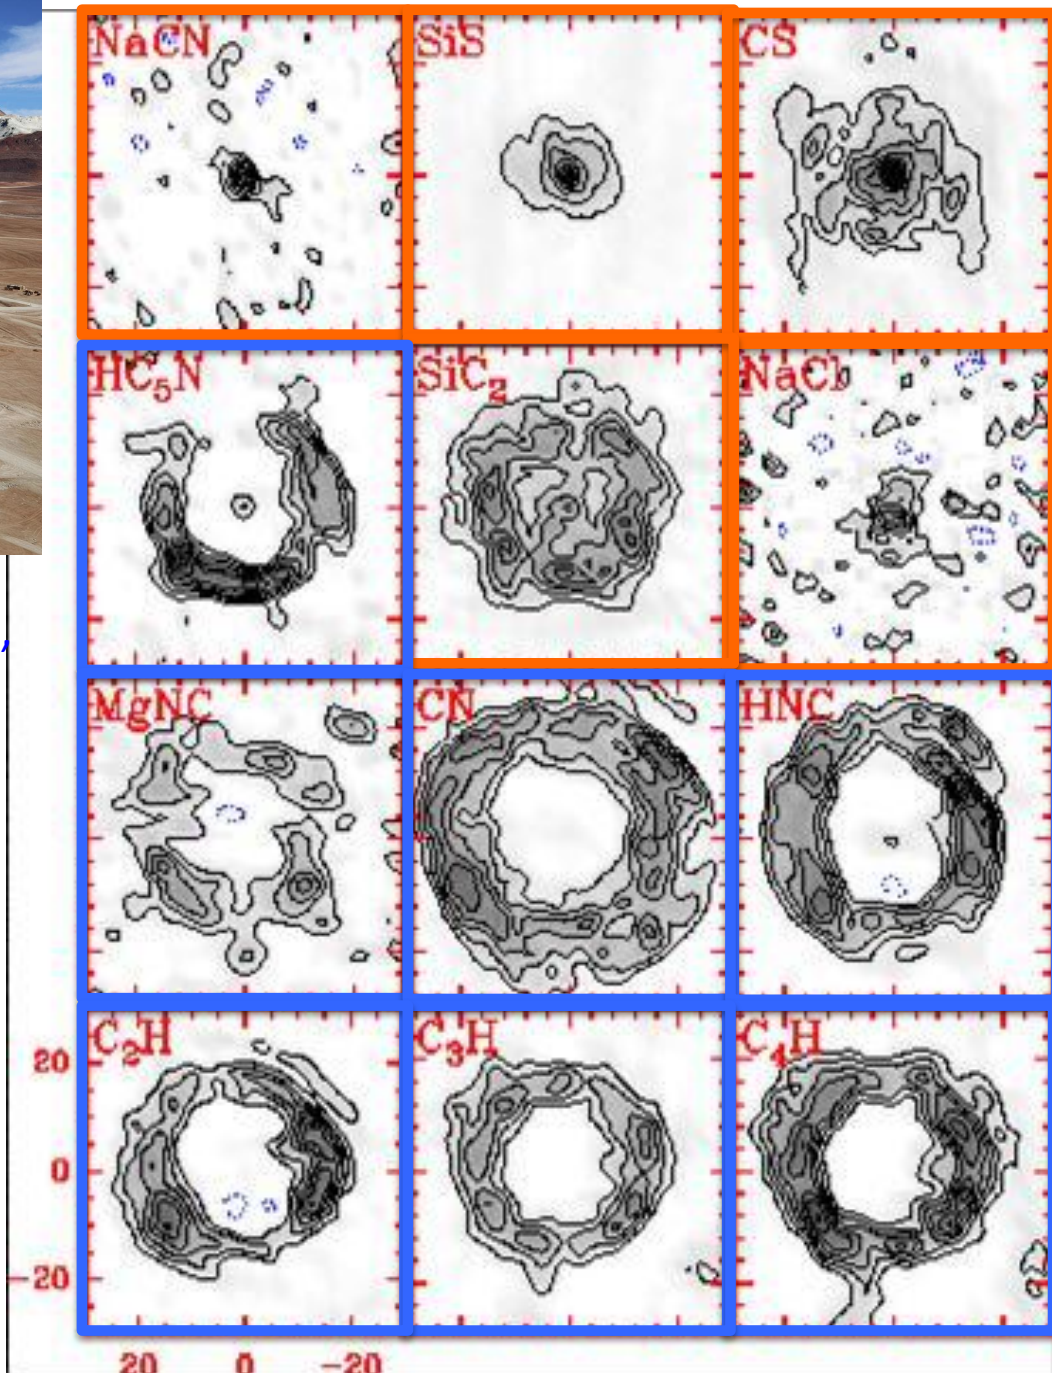 NaCN SiS CS
HC₅N SiC₂ NaCl
MgNC CN HNC
C₂H C₃H C₄H
20
0
-20
20 0 -20
,